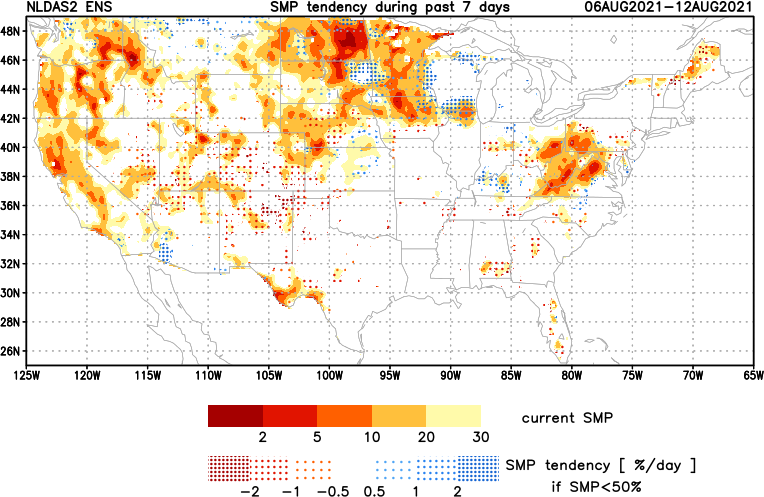 NLDAS2 ENS SMP tendency during past 7 days 06AUG2021-12AUG2021
48N
46N
44N
42N
40N
38N
36N
34N
32N
30N
28N
26N
125W 120W 115W 110W 105W 100W 95W 90W 85W 80W 75W 70W 65W
current SMP
2 5 10 20 30
SMP tendency [ %/day ]
if SMP<50%
-2 -1 -0.5 0.5 1 2